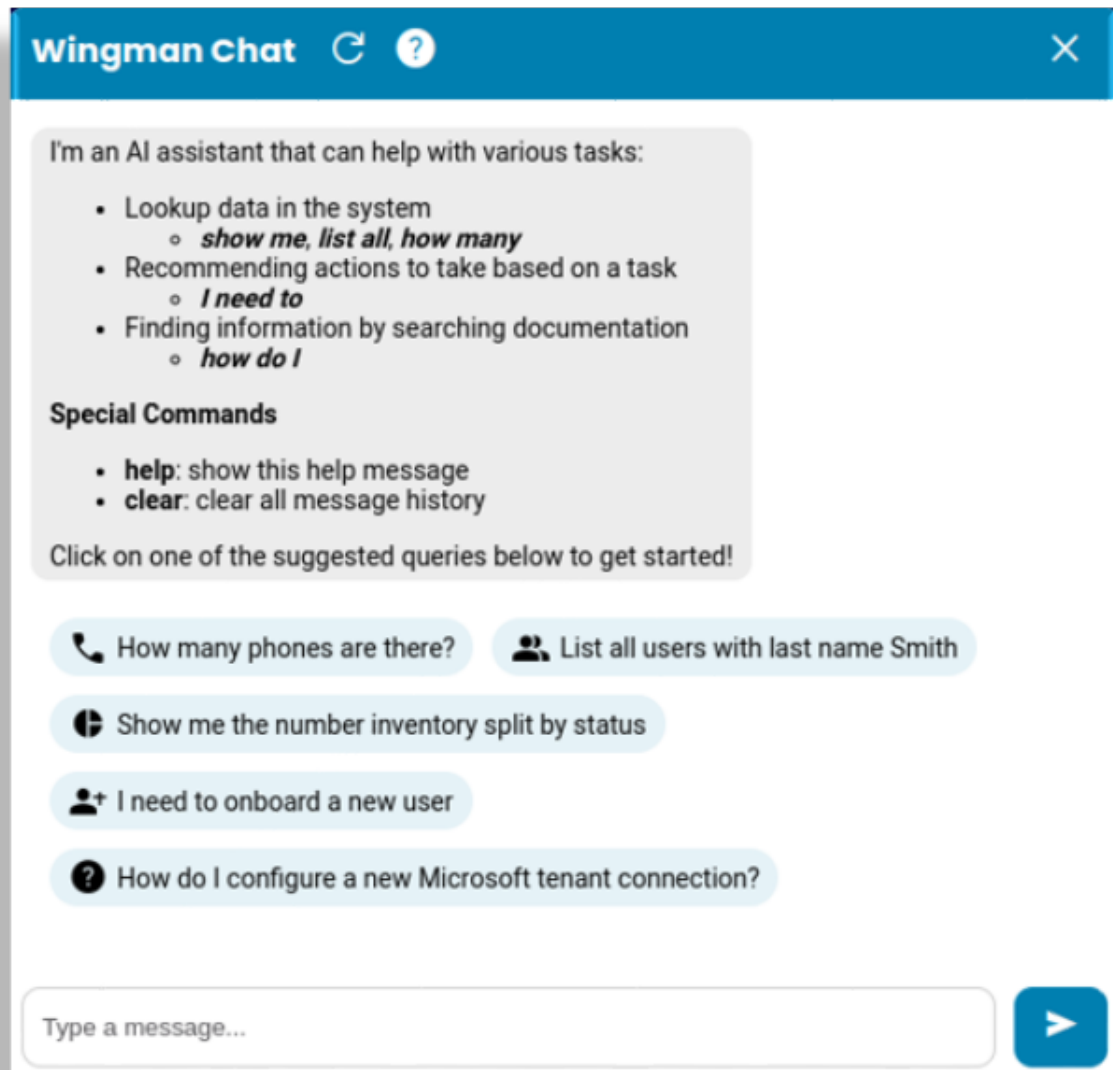 Wingman Chat
I'm an AI assistant that can help with various tasks:
Lookup data in the system
show me, list all, how many
Recommending actions to take based on a task
I need to
Finding information by searching documentation
how do I
Special Commands
help: show this help message
clear: clear all message history
Click on one of the suggested queries below to get started!
How many phones are there?
List all users with last name Smith
Show me the number inventory split by status
I need to onboard a new user
How do I configure a new Microsoft tenant connection?
Type a message...